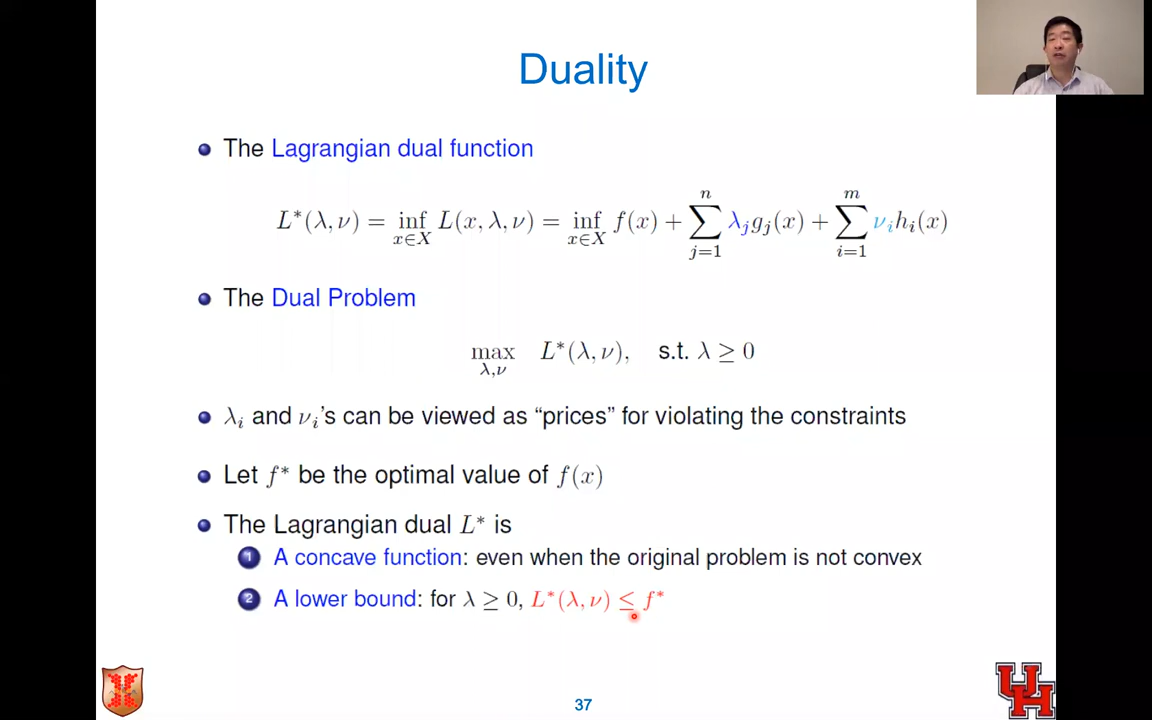 Duality
The Lagrangian dual function
L*(λ, ν) = inf_{x∈X} L(x, λ, ν) = inf_{x∈X} f(x) + ∑_{j=1}^{n} λ_j g_j(x) + ∑_{i=1}^{m} ν_i h_i(x)
The Dual Problem
max_{λ,ν} L*(λ, ν), s.t. λ ≥ 0
λ_i and ν_i's can be viewed as “prices” for violating the constraints
Let f* be the optimal value of f(x)
The Lagrangian dual L* is
1 A concave function: even when the original problem is not convex
2 A lower bound: for λ ≥ 0, L*(λ, ν) ≤ f*
UH
37